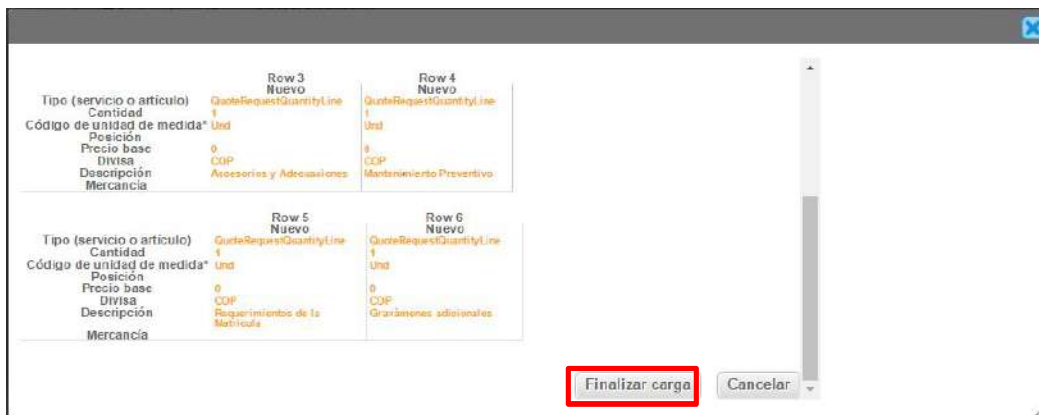 Row 3 Row 4
Nuevo Nuevo
Tipo (servicio o artículo) QuoteRequestQuantityLine QuoteRequestQuantityLine
Cantidad 1 1
Código de unidad de medida* Und Und
Posición
Precio base 0 0
Divisa COP COP
Descripción Accesorios y Adecuaciones Mantenimiento Preventivo
Mercancía
Row 5 Row 6
Nuevo Nuevo
Tipo (servicio o artículo) QuoteRequestQuantityLine QuoteRequestQuantityLine
Cantidad 1 1
Código de unidad de medida* Und Und
Posición
Precio base 0 0
Divisa COP COP
Descripción Requerimientos de la Gravámenes adicionales
Matrícula
Mercancía
Finalizar carga Cancelar